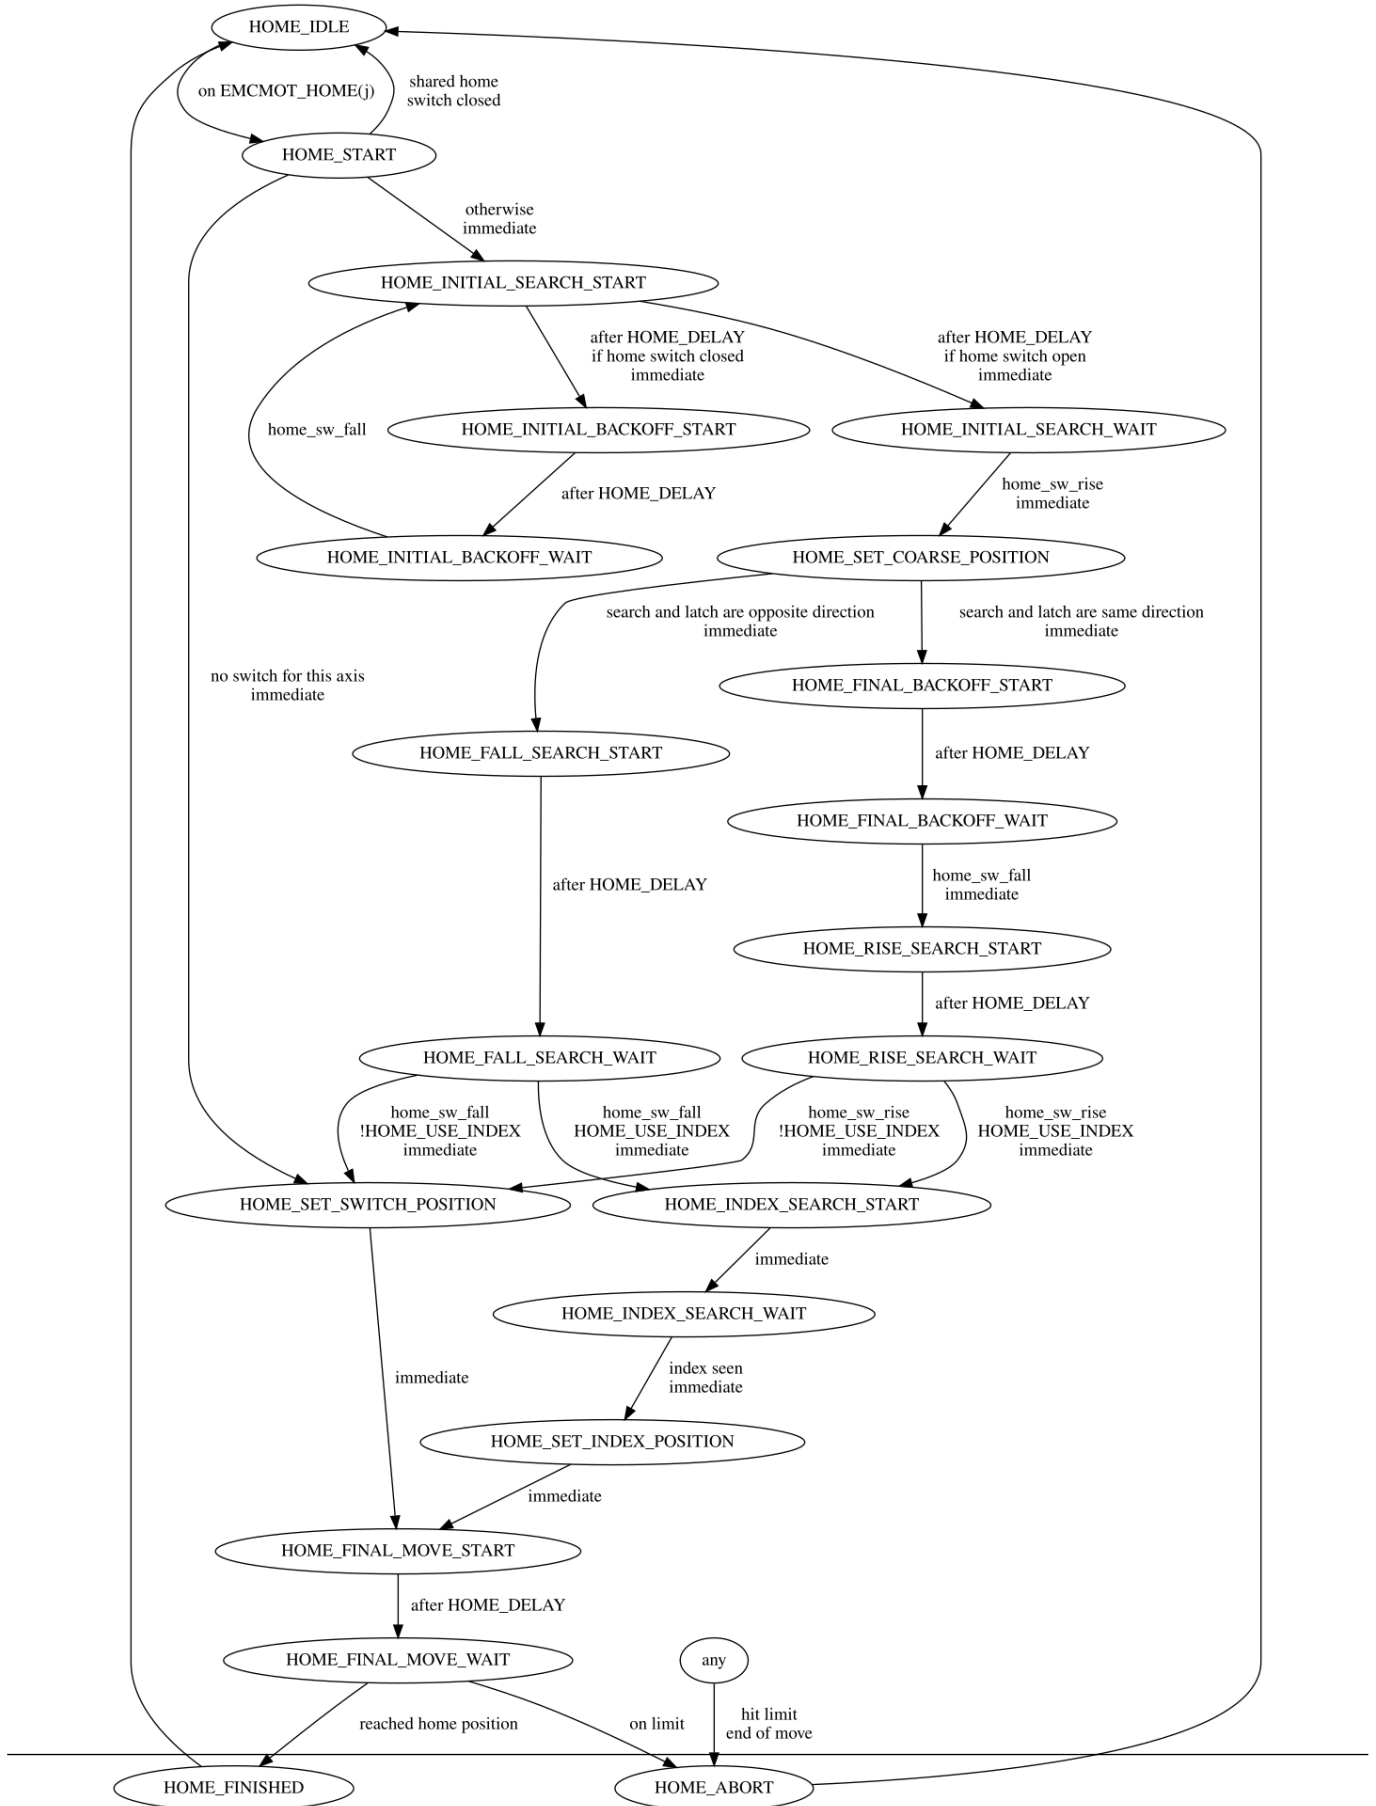 HOME_IDLE
on EMCMOT_HOME(j)
shared home
switch closed
HOME_START
otherwise
immediate
HOME_INITIAL_SEARCH_START
after HOME_DELAY
if home switch closed
immediate
after HOME_DELAY
if home switch open
immediate
home_sw_fall
HOME_INITIAL_BACKOFF_START
HOME_INITIAL_SEARCH_WAIT
after HOME_DELAY
home_sw_rise
immediate
HOME_INITIAL_BACKOFF_WAIT
HOME_SET_COARSE_POSITION
search and latch are opposite direction
immediate
search and latch are same direction
immediate
no switch for this axis
immediate
HOME_FINAL_BACKOFF_START
HOME_FALL_SEARCH_START
after HOME_DELAY
HOME_FINAL_BACKOFF_WAIT
after HOME_DELAY
home_sw_fall
immediate
HOME_RISE_SEARCH_START
after HOME_DELAY
HOME_FALL_SEARCH_WAIT
HOME_RISE_SEARCH_WAIT
home_sw_fall
!HOME_USE_INDEX
immediate
home_sw_fall
HOME_USE_INDEX
immediate
home_sw_rise
!HOME_USE_INDEX
immediate
home_sw_rise
HOME_USE_INDEX
immediate
HOME_SET_SWITCH_POSITION
HOME_INDEX_SEARCH_START
immediate
HOME_INDEX_SEARCH_WAIT
immediate
index seen
immediate
HOME_SET_INDEX_POSITION
immediate
HOME_FINAL_MOVE_START
after HOME_DELAY
HOME_FINAL_MOVE_WAIT
any
reached home position
on limit
hit limit
end of move
HOME_FINISHED
HOME_ABORT